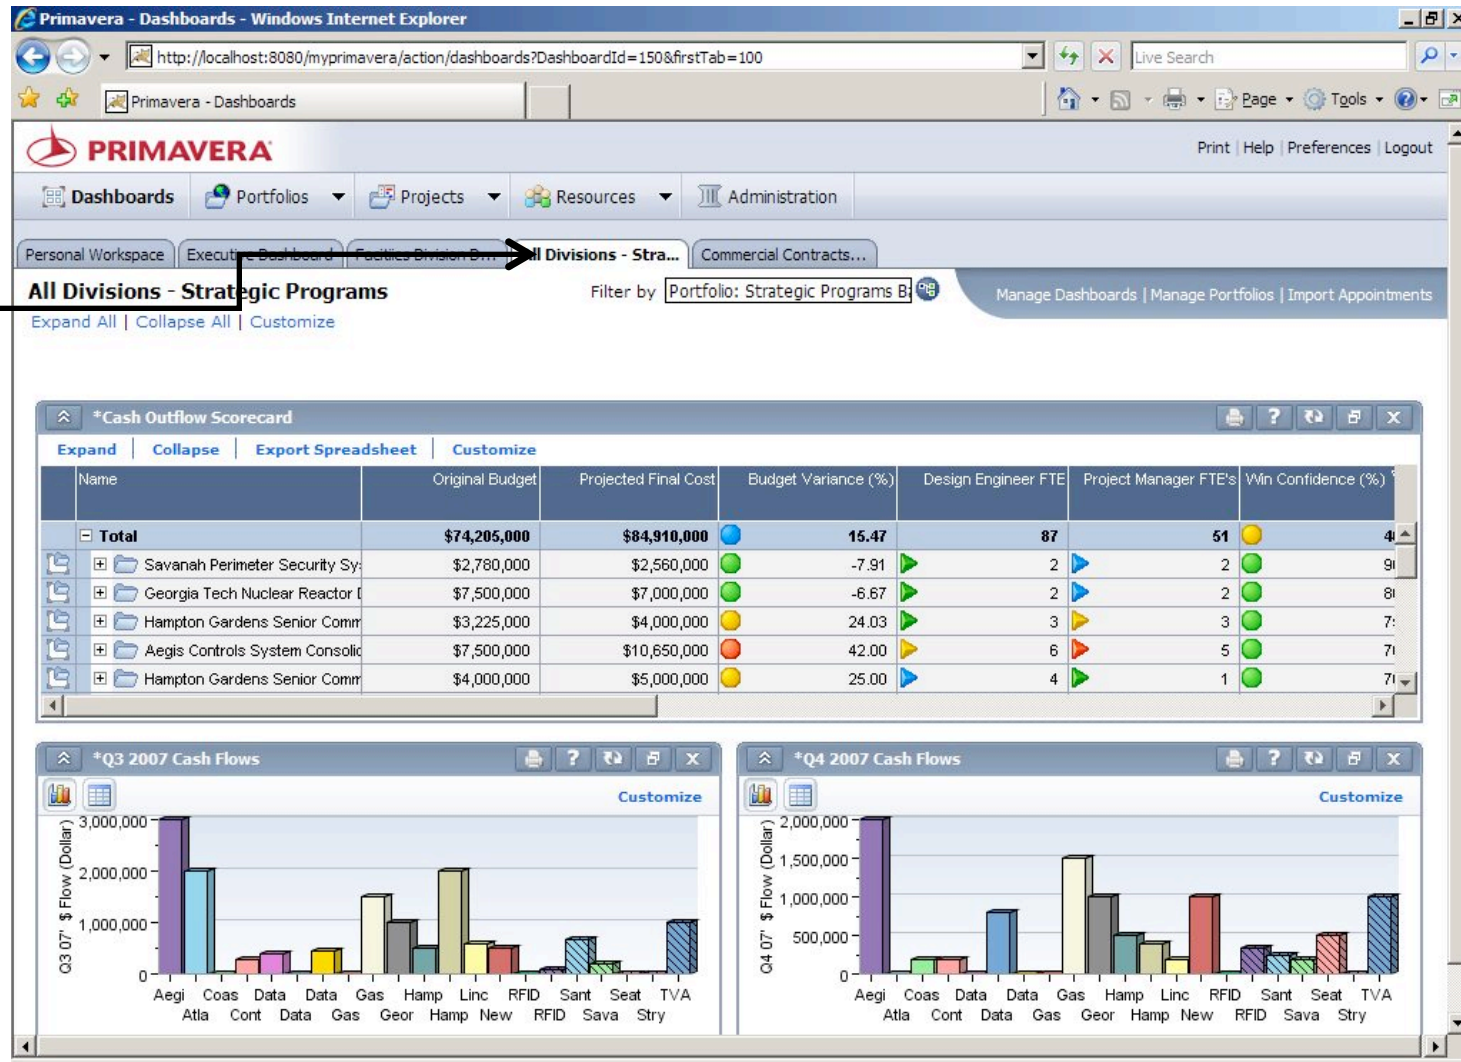 Primavera - Dashboards - Windows Internet Explorer
http://localhost:8080/myprimavera/action/dashboards?DashboardId=150&firstTab=100
Live Search
Primavera - Dashboards
Page Tools
PRIMAVERA
Print | Help | Preferences | Logout
Dashboards Portfolios Projects Resources Administration
Personal Workspace Executive Dashboard Facilities Division D... All Divisions - Stra... Commercial Contracts...
All Divisions - Strategic Programs
Filter by Portfolio: Strategic Programs
Manage Dashboards | Manage Portfolios | Import Appointments
Expand All | Collapse All | Customize
*Cash Outflow Scorecard
Expand | Collapse | Export Spreadsheet | Customize
Name Original Budget Projected Final Cost Budget Variance (%) Design Engineer FTE Project Manager FTE's Win Confidence (%)
Total $74,205,000 $84,910,000 15.47 87 51
Savanah Perimeter Security $2,780,000 $2,560,000 -7.91 2 2
Georgia Tech Nuclear Reactor $7,500,000 $7,000,000 -6.67 2 2
Hampton Gardens Senior Comm $3,225,000 $4,000,000 24.03 3 3
Aegis Controls System Consolid $7,500,000 $10,650,000 42.00 6 5
Hampton Gardens Senior Comm $4,000,000 $5,000,000 25.00 4 1
*Q3 2007 Cash Flows
Customize
Q3 07' $ Flow (Dollar)
3,000,000
2,000,000
1,000,000
0
Aegi Coas Data Data Gas Hamp Linc RFID Sant Seat TVA
Atla Cont Data Gas Geor Hamp New RFID Sava Stry
*Q4 2007 Cash Flows
Customize
Q4 07' $ Flow (Dollar)
2,000,000
1,500,000
1,000,000
500,000
0
Aegi Coas Data Data Gas Hamp Linc RFID Sant Seat TVA
Atla Cont Data Gas Geor Hamp New RFID Sava Stry